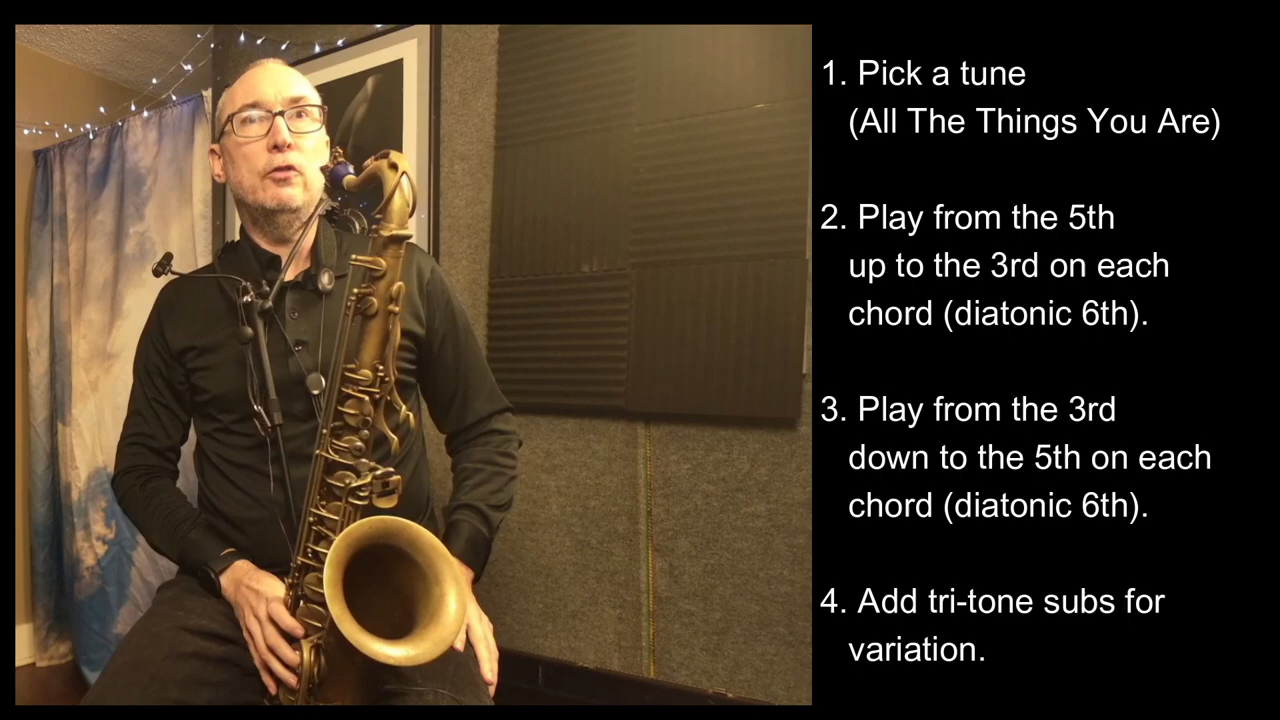 1. Pick a tune
(All The Things You Are)
2. Play from the 5th
up to the 3rd on each
chord (diatonic 6th).
3. Play from the 3rd
down to the 5th on each
chord (diatonic 6th).
4. Add tri-tone subs for
variation.